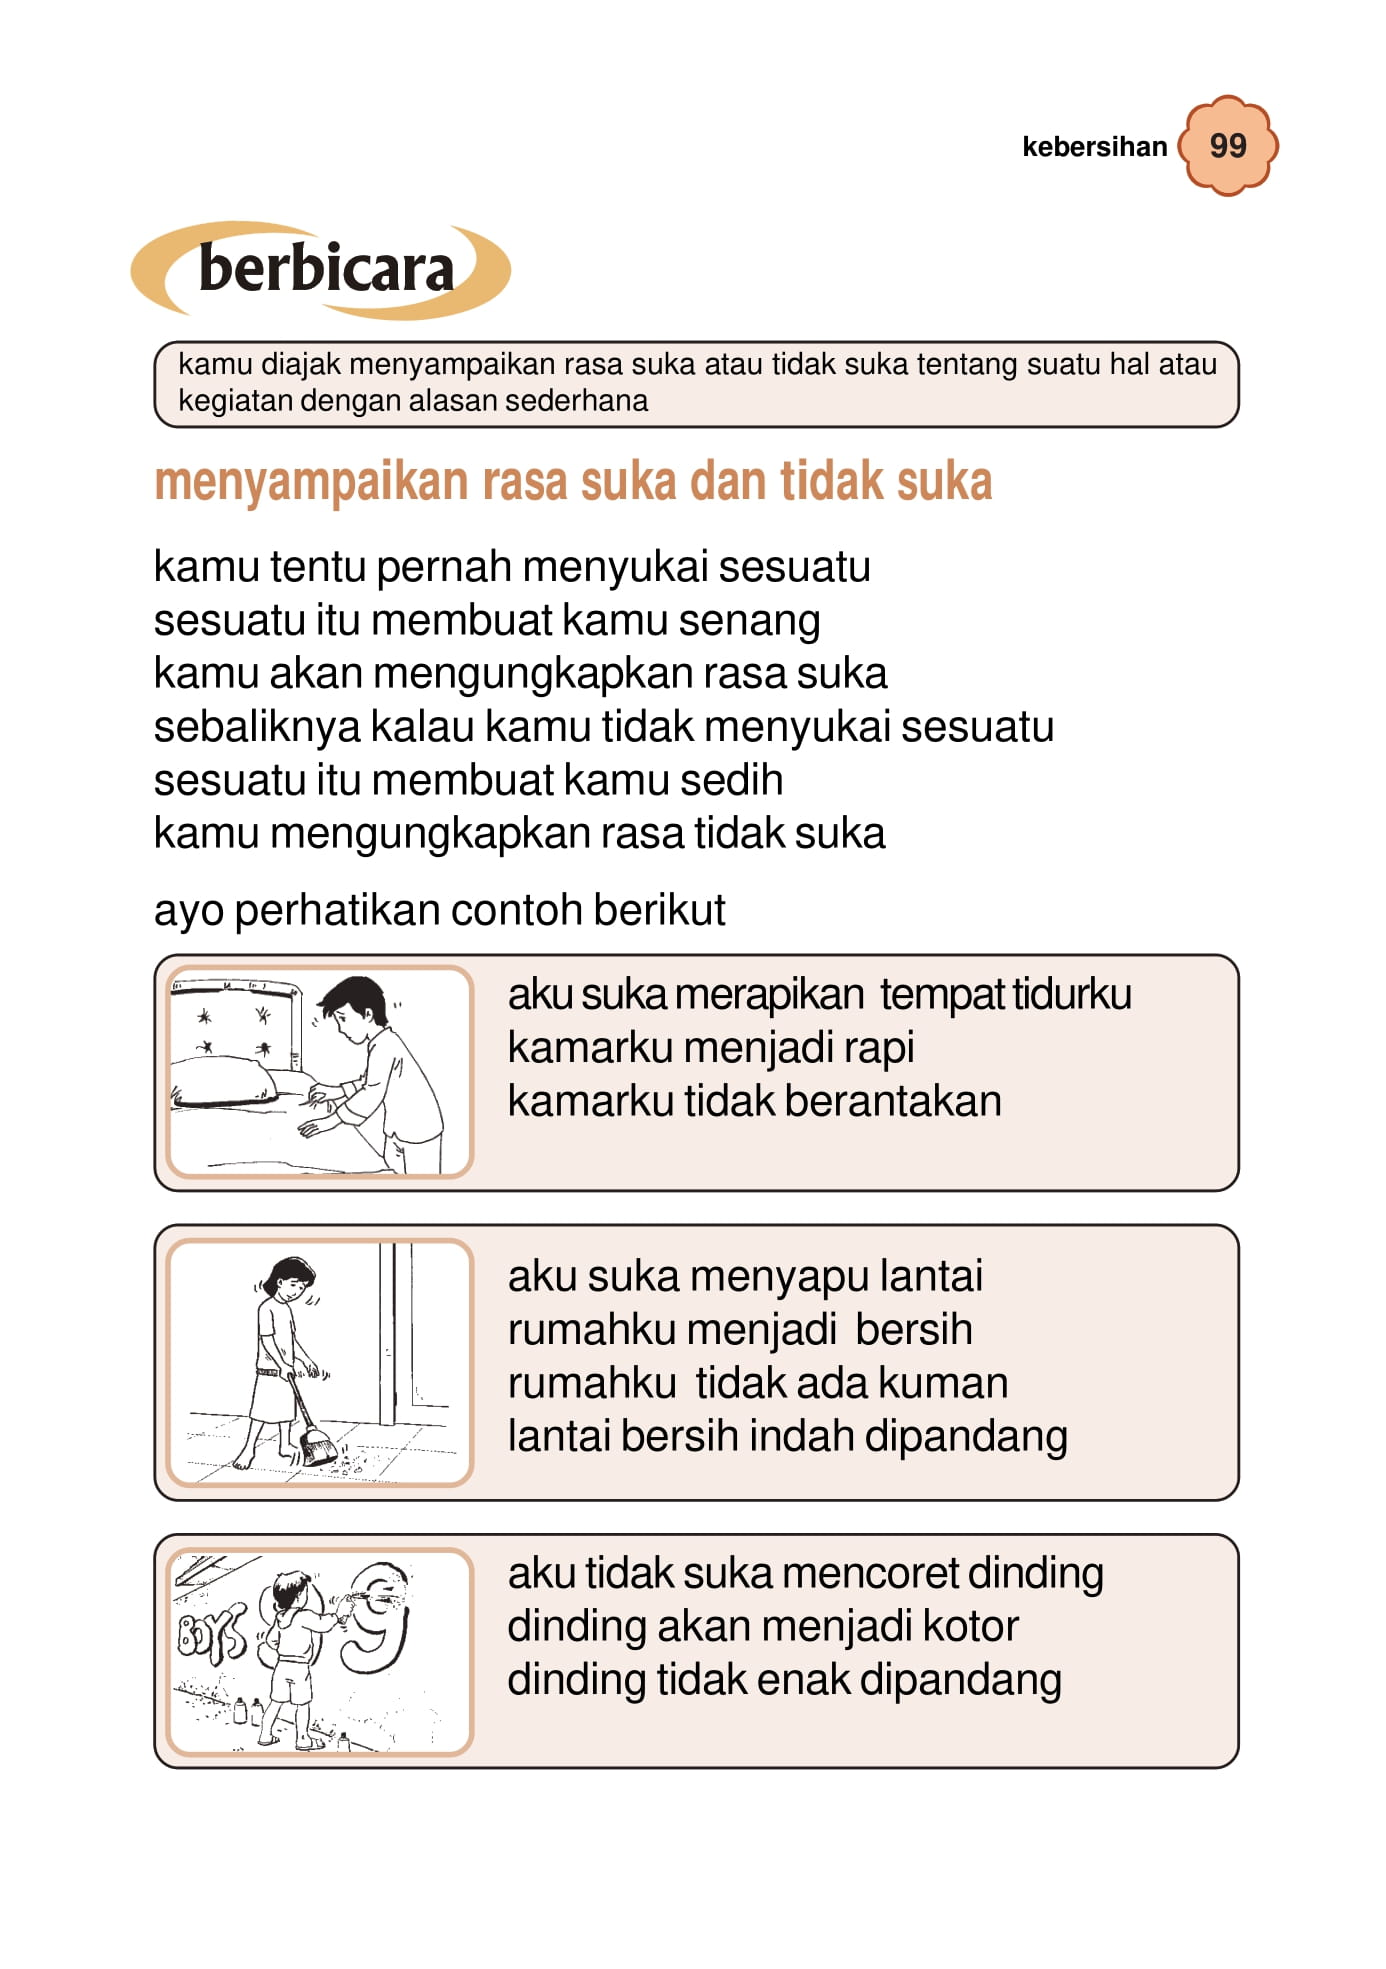 kebersihan 99
berbicara
kamu diajak menyampaikan rasa suka atau tidak suka tentang suatu hal atau
kegiatan dengan alasan sederhana
menyampaikan rasa suka dan tidak suka
kamu tentu pernah menyukai sesuatu
sesuatu itu membuat kamu senang
kamu akan mengungkapkan rasa suka
sebaliknya kalau kamu tidak menyukai sesuatu
sesuatu itu membuat kamu sedih
kamu mengungkapkan rasa tidak suka
ayo perhatikan contoh berikut
aku suka merapikan tempat tidurku
kamarku menjadi rapi
kamarku tidak berantakan
aku suka menyapu lantai
rumahku menjadi bersih
rumahku tidak ada kuman
lantai bersih indah dipandang
BOYS
aku tidak suka mencoret dinding
dinding akan menjadi kotor
dinding tidak enak dipandang